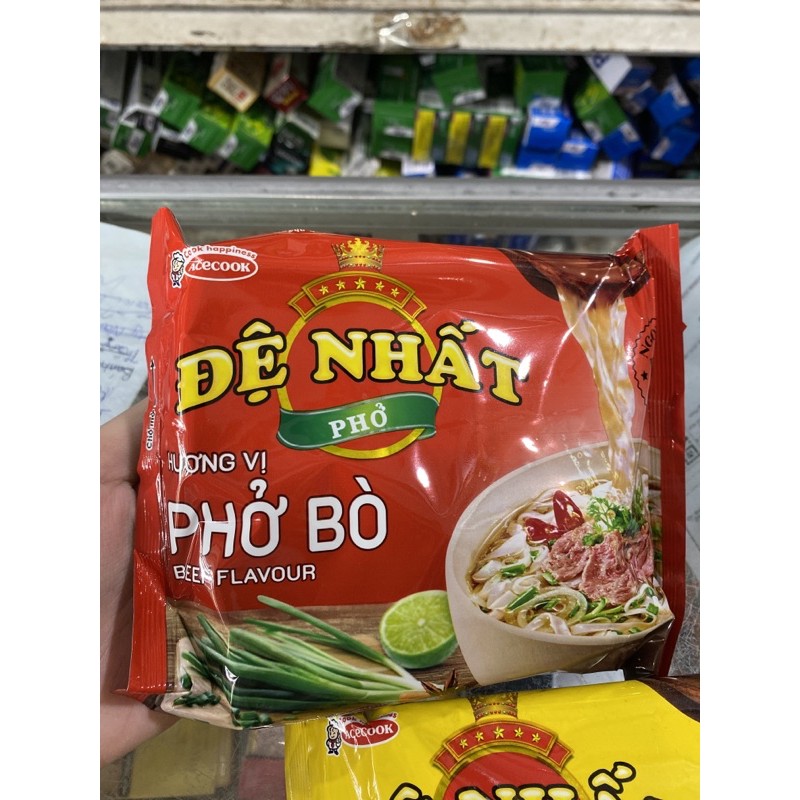 Cook happiness
Acecook
ĐỆ NHẤT
PHỞ
HƯƠNG VỊ
PHỞ BÒ
BEEF FLAVOUR
Acecook